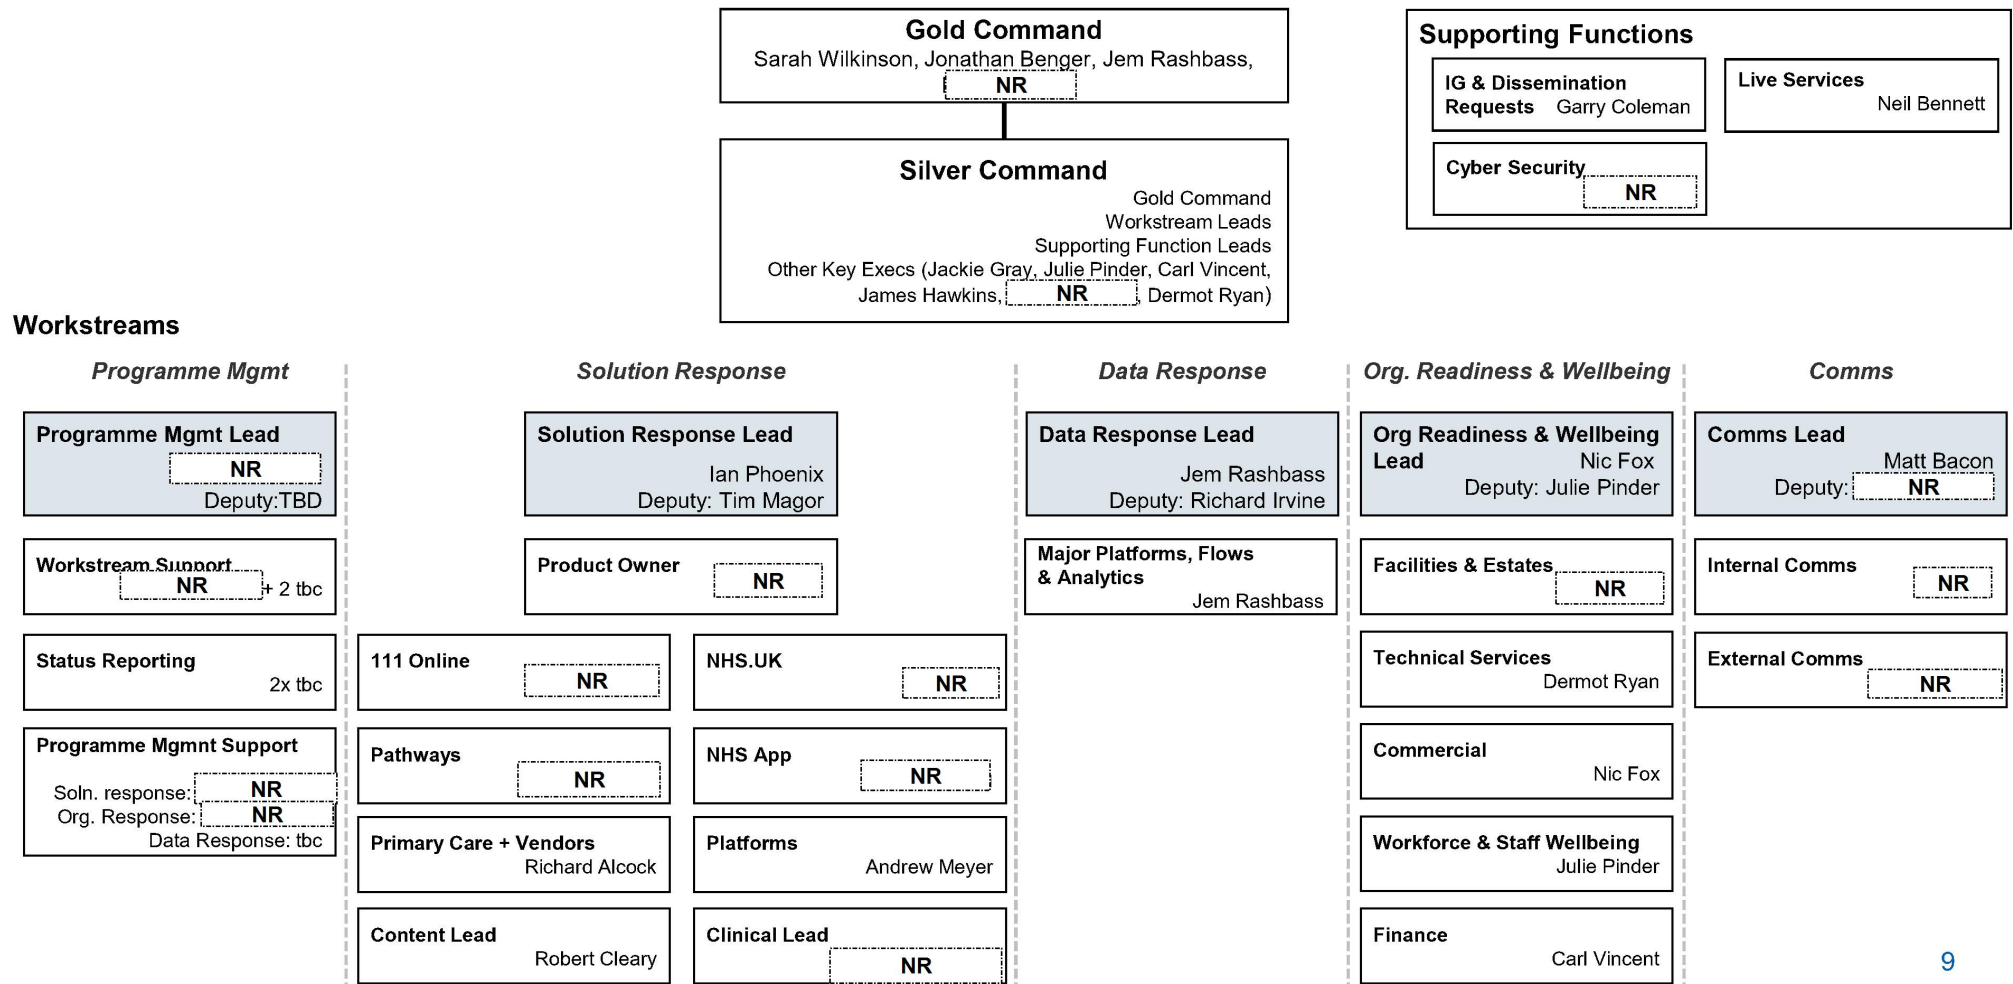 Gold Command
Sarah Wilkinson, Jonathan Benger, Jem Rashbass,
NR
Silver Command
Gold Command
Workstream Leads
Supporting Function Leads
Other Key Execs (Jackie Gray, Julie Pinder, Carl Vincent,
James Hawkins, NR, Dermot Ryan)
Supporting Functions
IG & Dissemination
Requests Garry Coleman
Live Services
Neil Bennett
Cyber Security
NR
Workstreams
Programme Mgmt
Programme Mgmt Lead
NR
Deputy:TBD
Workstream Support
NR + 2 tbc
Status Reporting
2x tbc
Programme Mgmnt Support
Soln. response: NR
Org. Response: NR
Data Response: tbc
Solution Response
Solution Response Lead
Ian Phoenix
Deputy: Tim Magor
Product Owner
NR
111 Online
NR
NHS.UK
NR
Pathways
NR
NHS App
NR
Primary Care + Vendors
Richard Alcock
Platforms
Andrew Meyer
Content Lead
Robert Cleary
Clinical Lead
NR
Data Response
Data Response Lead
Jem Rashbass
Deputy: Richard Irvine
Major Platforms, Flows
& Analytics
Jem Rashbass
Org. Readiness & Wellbeing
Org Readiness & Wellbeing
Lead Nic Fox
Deputy: Julie Pinder
Facilities & Estates
NR
Technical Services
Dermot Ryan
Commercial
Nic Fox
Workforce & Staff Wellbeing
Julie Pinder
Finance
Carl Vincent
Comms
Comms Lead
Matt Bacon
Deputy: NR
Internal Comms
NR
External Comms
NR
9